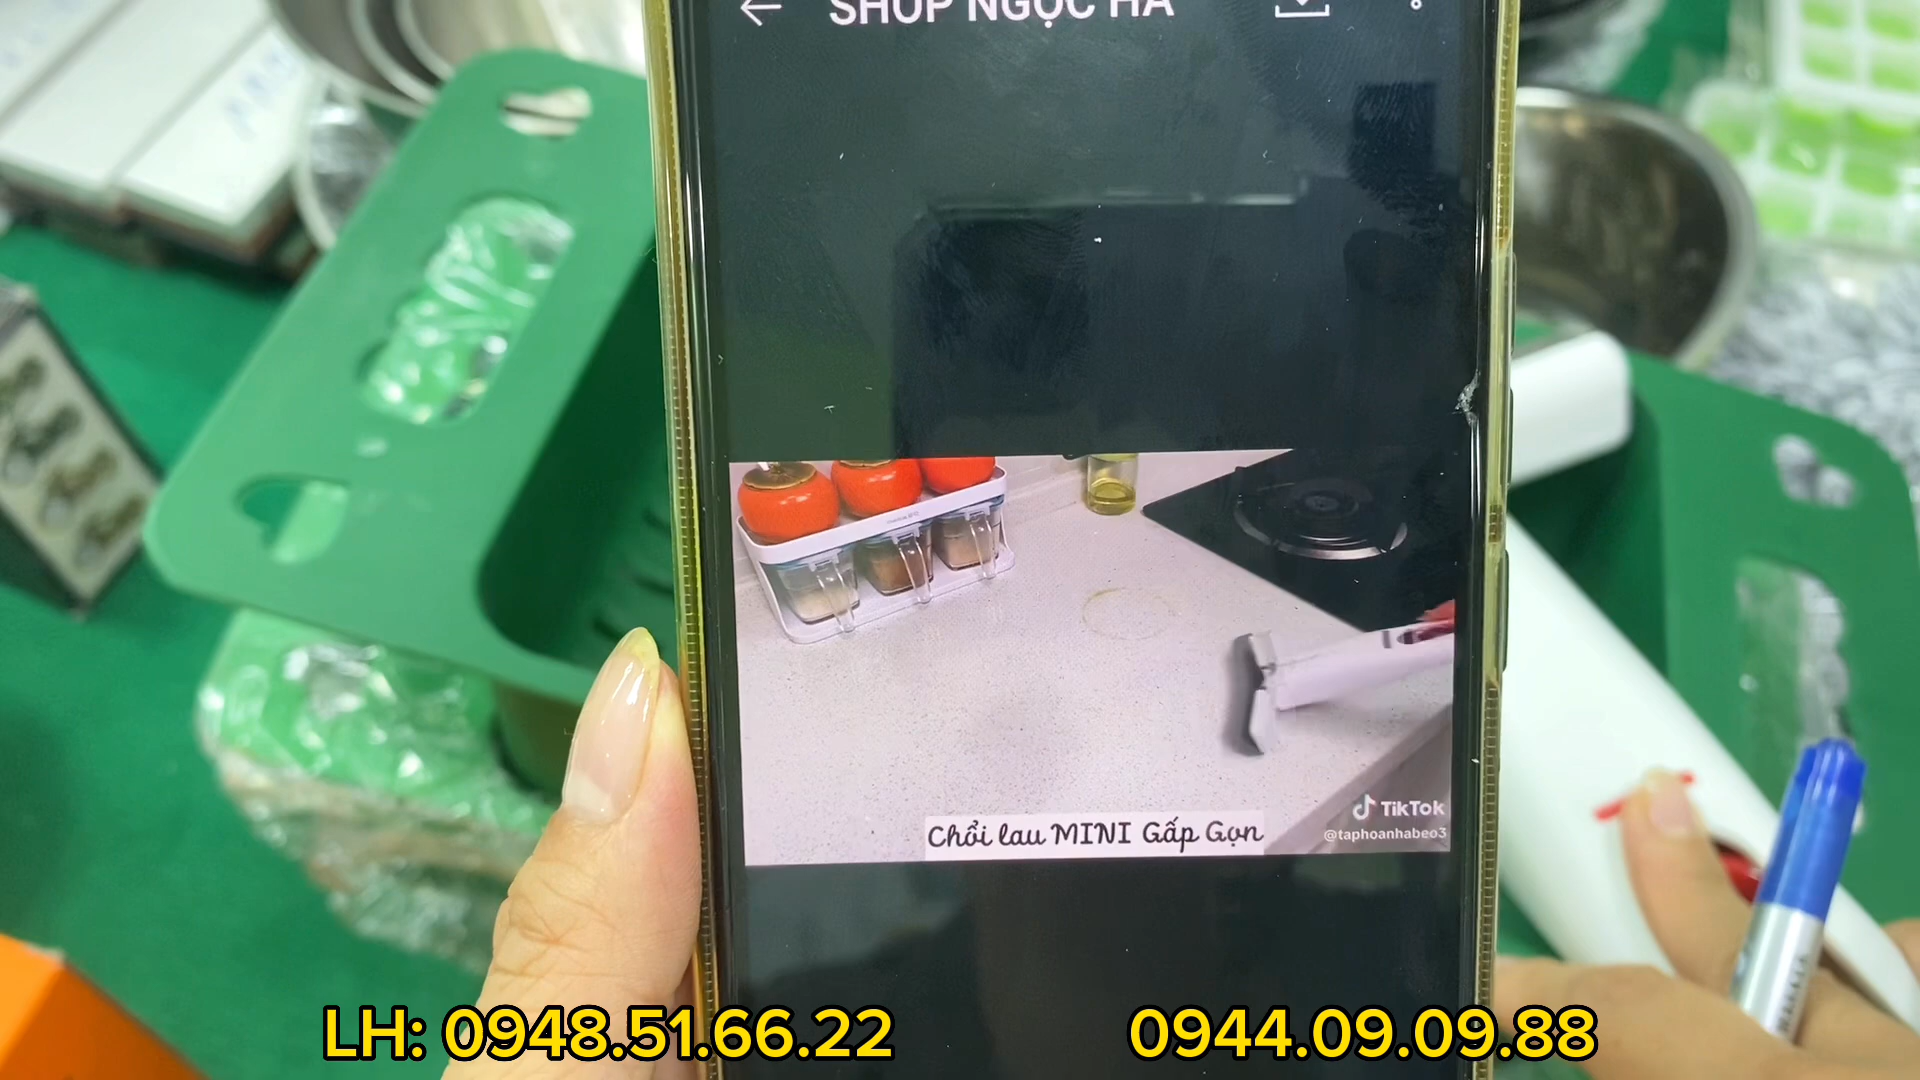 SHOP NGỌC HÀ
Chổi lau MINI Gấp Gọn
TikTok
@taphoanhabeo3
LH: 0948.51.66.22
0944.09.09.88